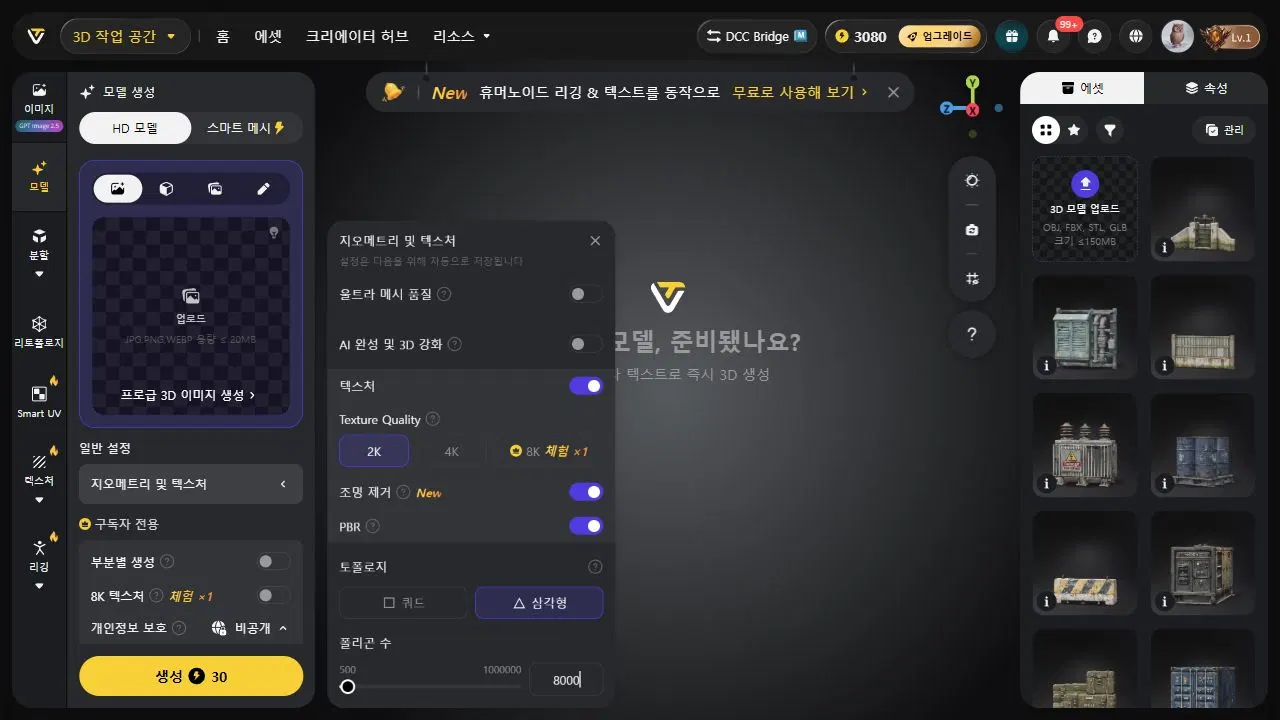 3D 작업 공간
홈
에셋
크리에이터 허브
리소스
DCC Bridge
3080
업그레이드
99+
Lv.1
이미지
GPT Image 2.5
모델
분할
리토폴로지
Smart UV
텍스처
리깅
모델 생성
HD 모델
스마트 메시
업로드
JPG,PNG,WEBP 용량 ≤ 20MB
프로급 3D 이미지 생성 ›
일반 설정
지오메트리 및 텍스처
구독자 전용
부분별 생성 ?
8K 텍스처 ? 체험 ×1
개인정보 보호 ? 비공개
생성 30
New 휴머노이드 리깅 & 텍스트를 동작으로 무료로 사용해 보기 ›
지오메트리 및 텍스처
설정은 다음을 위해 자동으로 저장됩니다
울트라 메시 품질 ?
AI 완성 및 3D 강화 ?
텍스처
Texture Quality ?
2K
4K
8K 체험 ×1
조명 제거 ? New
PBR ?
토폴로지 ?
쿼드
삼각형
폴리곤 수
500
1000000
8000
모델, 준비됐나요?
텍스트로 즉시 3D 생성
Y
Z
X
?
에셋
속성
관리
3D 모델 업로드
OBJ, FBX, STL, GLB
크기 ≤150MB